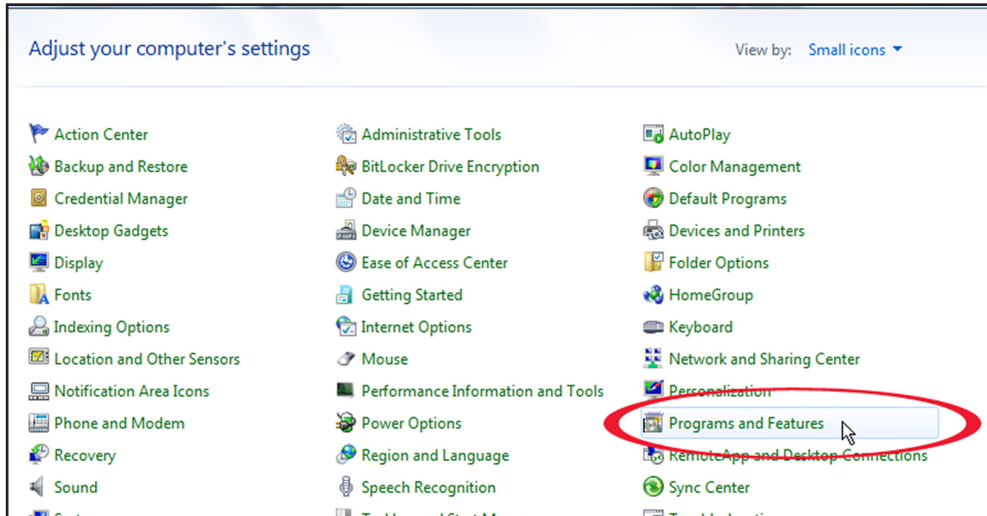 Adjust your computer's settings
View by: Small icons
Action Center Administrative Tools AutoPlay
Backup and Restore BitLocker Drive Encryption Color Management
Credential Manager Date and Time Default Programs
Desktop Gadgets Device Manager Devices and Printers
Display Ease of Access Center Folder Options
Fonts Getting Started HomeGroup
Indexing Options Internet Options Keyboard
Location and Other Sensors Mouse Network and Sharing Center
Notification Area Icons Performance Information and Tools Personalization
Phone and Modem Power Options Programs and Features
Recovery Region and Language RemoteApp and Desktop Connections
Sound Speech Recognition Sync Center